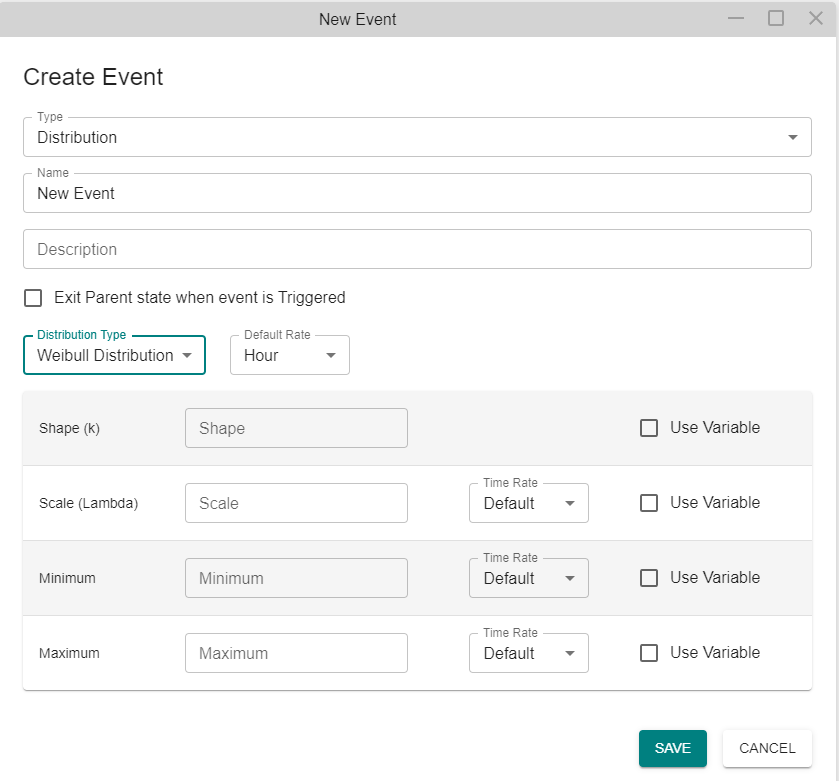 New Event
Create Event
Type
Distribution
Name
New Event
Description
Exit Parent state when event is Triggered
Distribution Type
Weibull Distribution
Default Rate
Hour
Shape (k)
Shape
Use Variable
Scale (Lambda)
Scale
Time Rate
Default
Use Variable
Minimum
Minimum
Time Rate
Default
Use Variable
Maximum
Maximum
Time Rate
Default
Use Variable
SAVE
CANCEL